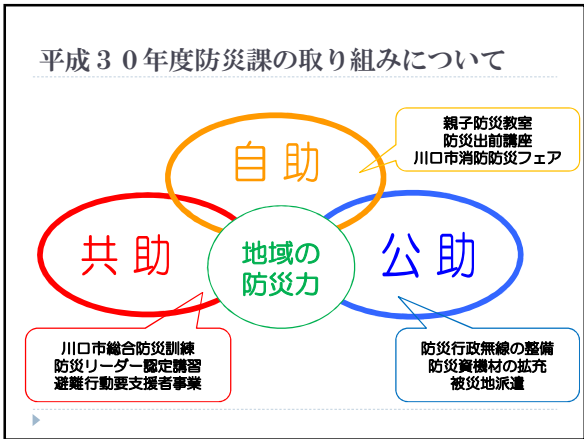 平成３０年度防災課の取り組みについて
自助
親子防災教室
防災出前講座
川口市消防防災フェア
共助
地域の
防災力
公助
川口市総合防災訓練
防災リーダー認定講習
避難行動要支援者事業
防災行政無線の整備
防災資機材の拡充
被災地派遣